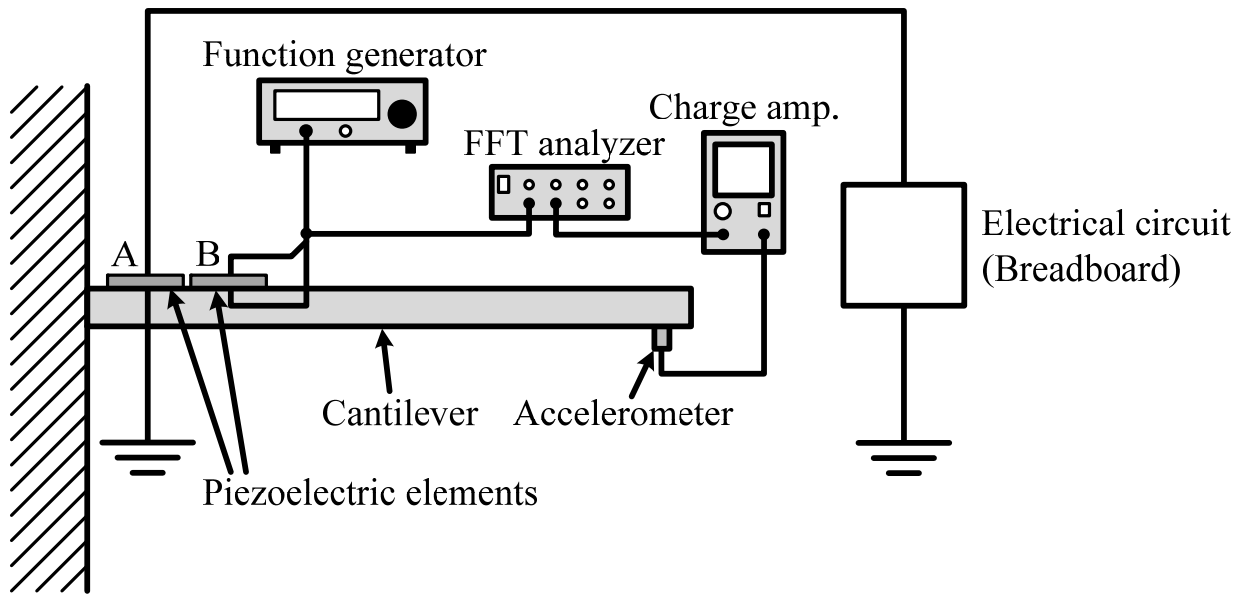 Function generator
Charge amp.
FFT analyzer
A
B
Electrical circuit
(Breadboard)
Cantilever
Accelerometer
Piezoelectric elements